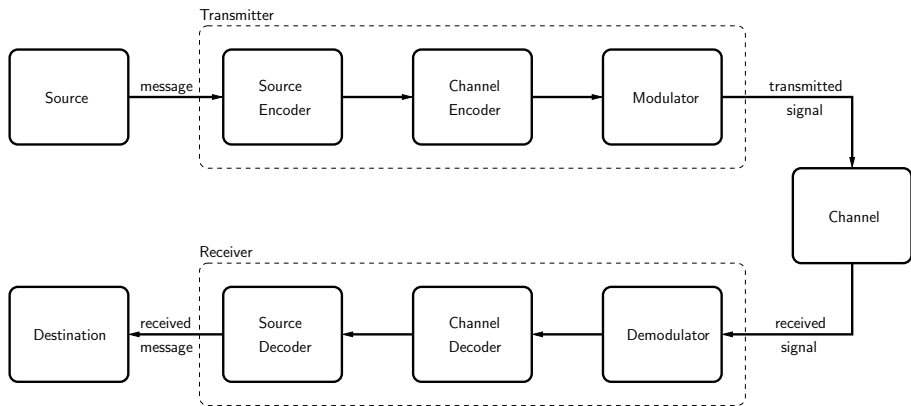 Transmitter
Source
message
Source
Encoder
Channel
Encoder
Modulator
transmitted
signal
Channel
Receiver
Destination
received
message
Source
Decoder
Channel
Decoder
Demodulator
received
signal